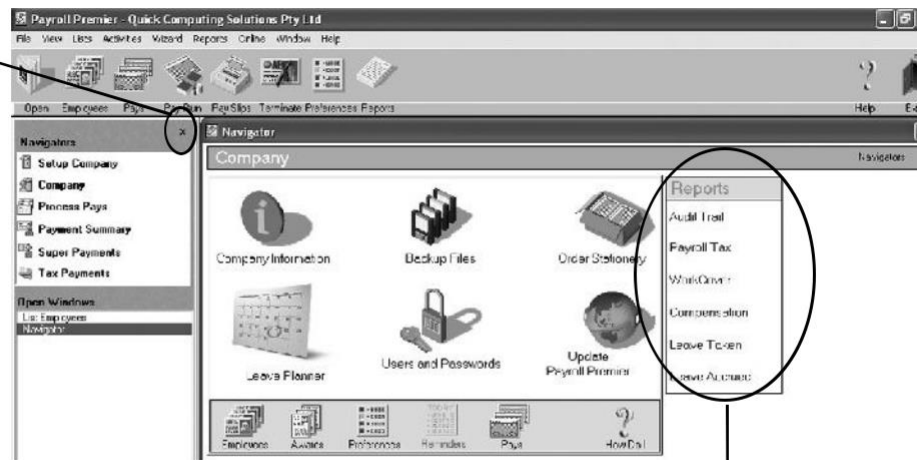 Payroll Premier - Quick Computing Solutions Pty Ltd
File View Lists Activities Wizard Reports Online Window Help
Open Employees Pays Pay Run Pay Slips Terminate Preferences Reports Help Exit
Navigators x
Setup Company
Company
Process Pays
Payment Summary
Super Payments
Tax Payments
Open Windows
List Employees
Navigator
Navigator
Company Navigators
Company Information Backup Files Order Stationery
Leave Planner Users and Passwords Update
Payroll Premier
Reports
Audit Trail
Payroll Tax
WorkCover
Compensation
Leave Taken
Leave Accrued
Employees Awards Preferences Reminders Pays How Do I